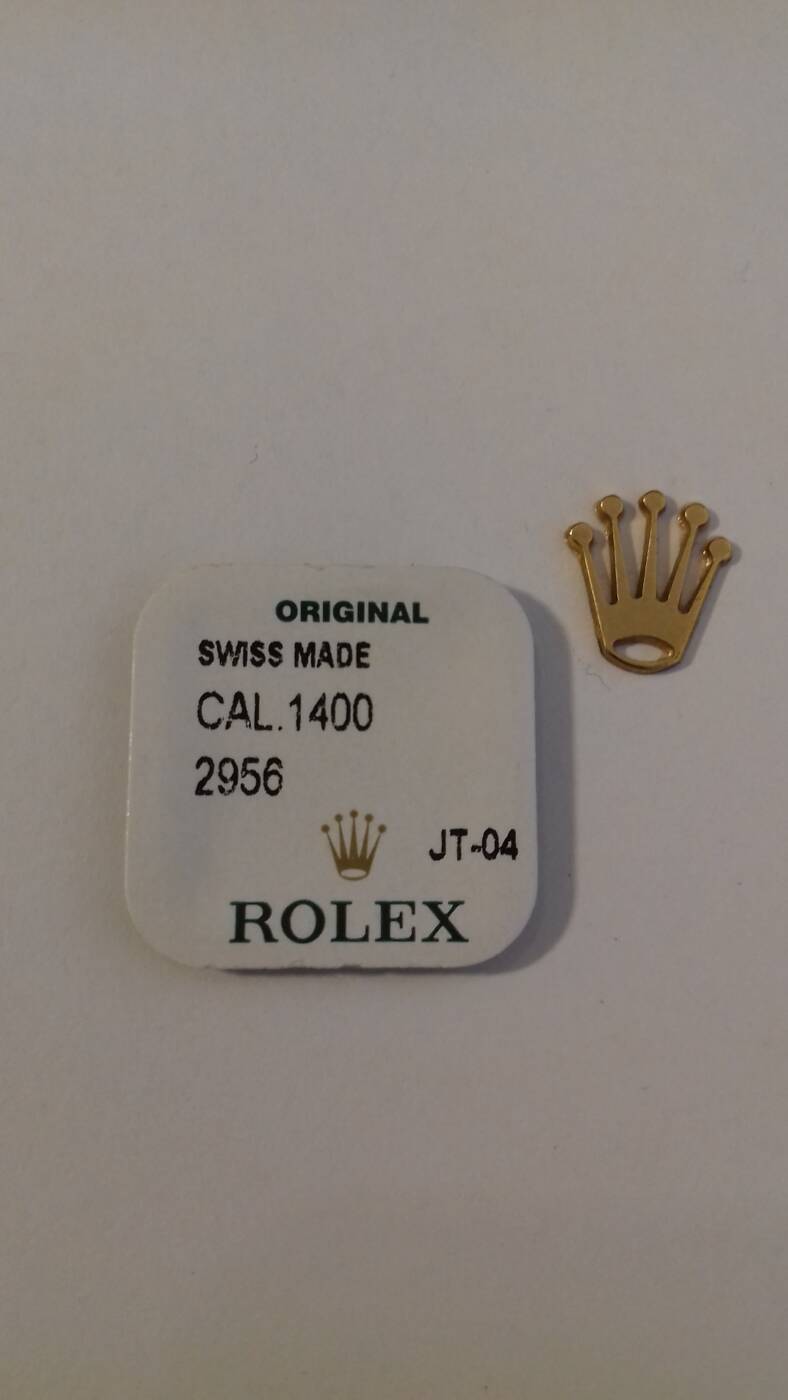 ORIGINAL
SWISS MADE
CAL.1400
2956
JT-04
ROLEX